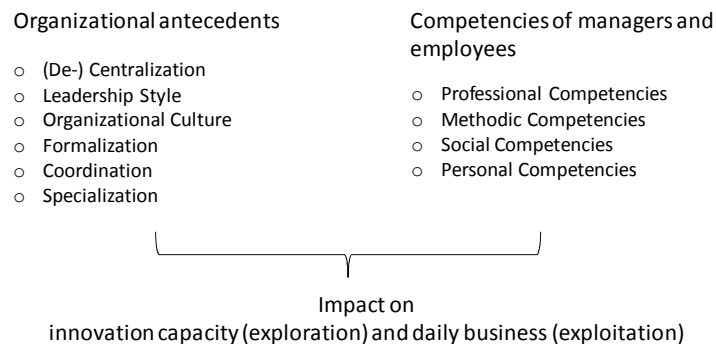 Organizational antecedents
○ (De-) Centralization
○ Leadership Style
○ Organizational Culture
○ Formalization
○ Coordination
○ Specialization
Competencies of managers and
employees
○ Professional Competencies
○ Methodic Competencies
○ Social Competencies
○ Personal Competencies
Impact on
innovation capacity (exploration) and daily business (exploitation)